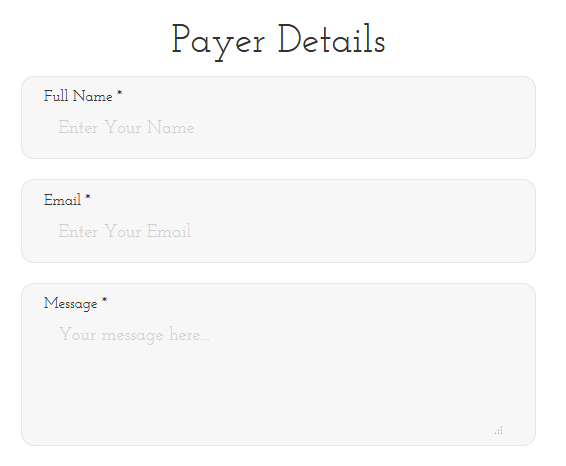 Payer Details
Full Name *
Enter Your Name
Email *
Enter Your Email
Message *
Your message here...